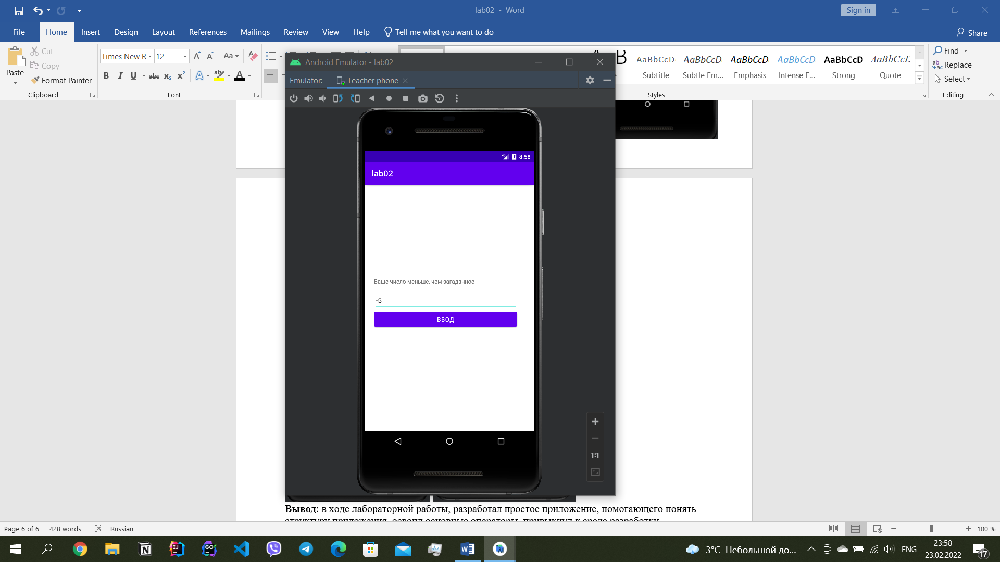 lab02 - Word
Sign in
File Home Insert Design Layout References Mailings Review View Help Tell me what you want to do
Share
Paste
Cut
Copy
Format Painter
Clipboard
Times New R 12
Aa
B I U abc x₂ x² A ab A
Font
AaBbCcD AaBbCcD AaBbCcD AaBbCcD AaBbCcD AaBbCcL
Subtitle Subtle Em... Emphasis Intense E... Strong Quote
Styles
Find
Replace
Select
Editing
Android Emulator - lab02
Emulator: Teacher phone
4G 8:58
lab02
Ваше число меньше, чем загаданное
-5
ВВОД
1:1
Вывод: в ходе лабораторной работы, разработал простое приложение, помогающего понять
структуру приложения, освоил основные операторы, привыкнул к среде разработки
Page 6 of 6 428 words Russian
100 %
3°C Небольшой до...
ENG
23:58
23.02.2022
17